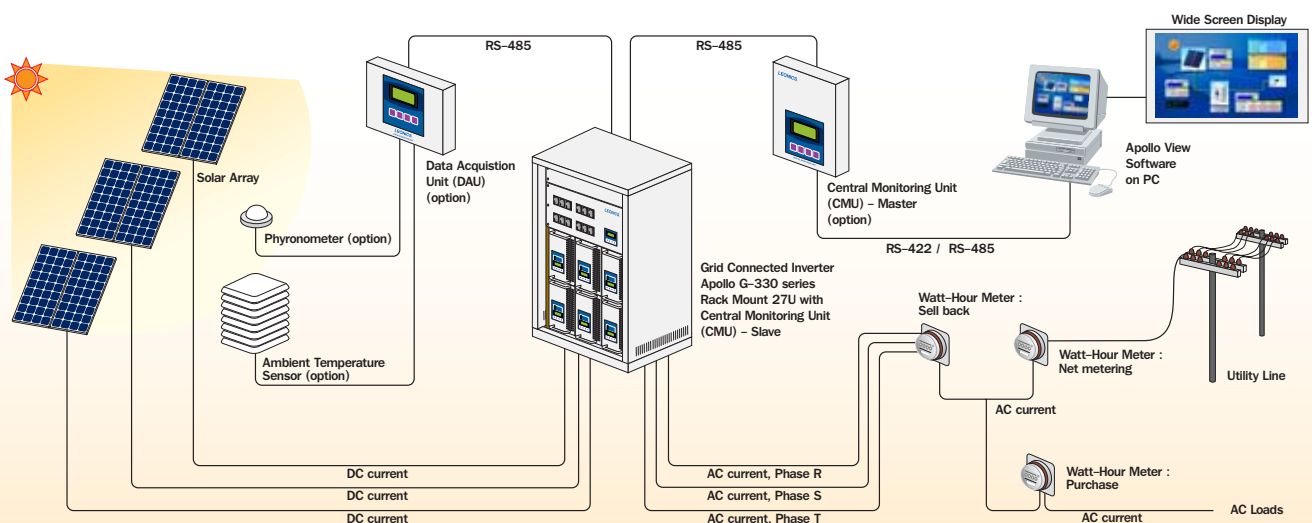 Wide Screen Display
RS–485
RS–485
LEONICS
LEONICS
LEONICS
Solar Array
Data Acquistion
Unit (DAU)
(option)
Central Monitoring Unit
(CMU) – Master
(option)
Apollo View
Software
on PC
Phyronometer (option)
RS–422 / RS–485
Grid Connected Inverter
Apollo G–330 series
Rack Mount 27U with
Central Monitoring Unit
(CMU) – Slave
Watt–Hour Meter :
Sell back
Ambient Temperature
Sensor (option)
Watt–Hour Meter :
Net metering
Utility Line
AC current
DC current
AC current, Phase R
Watt–Hour Meter :
Purchase
DC current
AC current, Phase S
DC current
AC current, Phase T
AC current
AC Loads